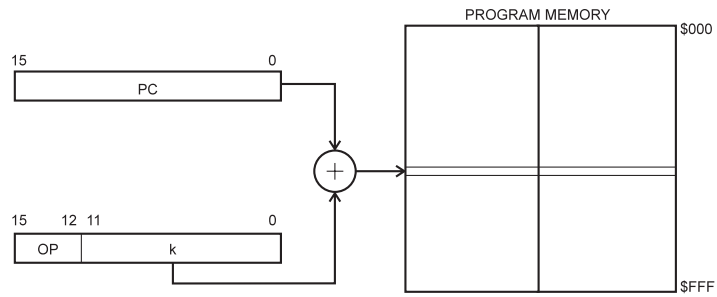 PROGRAM MEMORY
$000
15 0
PC
+
15 12 11 0
OP k
$FFF